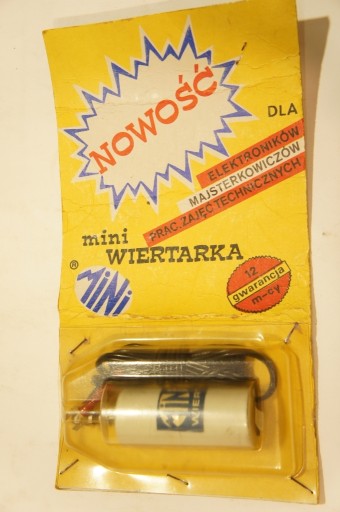 NOWOŚĆ
DLA
ELEKTRONIKÓW
MAJSTERKOWICZÓW
PRAC. ZAJĘĆ TECHNICZNYCH
mini
WIERTARKA
®
MiNi
12
gwarancja
m-cy